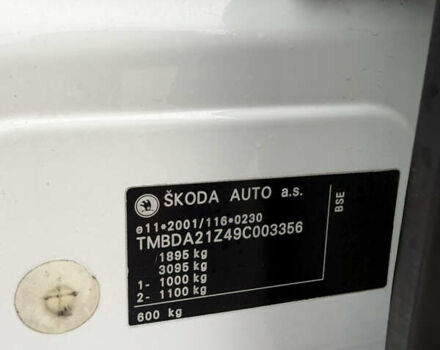 ŠKODA AUTO a.s.
e11*2001/116*0230
TMBDA21Z49C003356
/1895 kg
3095 kg
1- 1000 kg
2- 1100 kg
600 kg
BSE